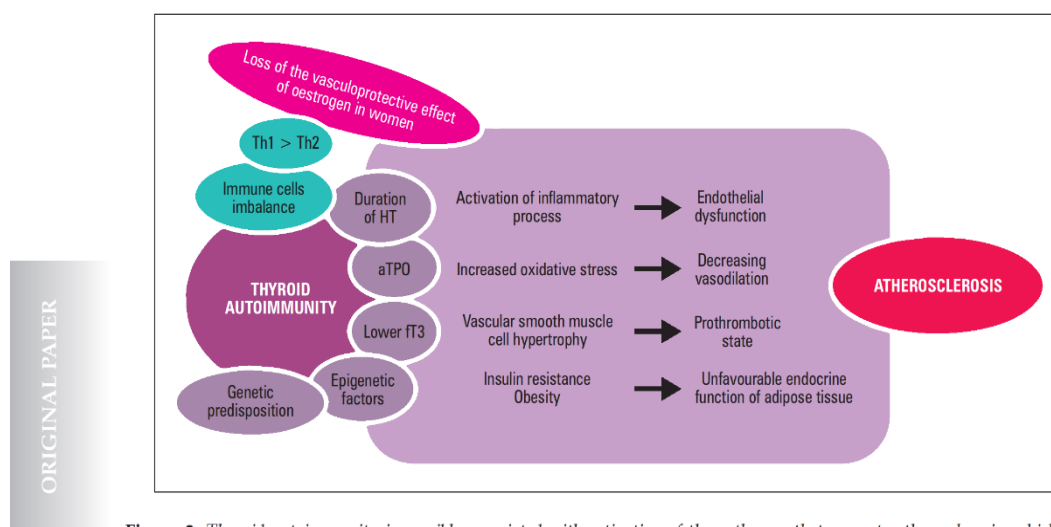 Loss of the vasculoprotective effect
of oestrogen in women
Th1 > Th2
Immune cells
imbalance
Duration
of HT
aTPO
THYROID
AUTOIMMUNITY
Lower fT3
Epigenetic
factors
Genetic
predisposition
Activation of inflammatory
process
Endothelial
dysfunction
Increased oxidative stress
Decreasing
vasodilation
Vascular smooth muscle
cell hypertrophy
Prothrombotic
state
Insulin resistance
Obesity
Unfavourable endocrine
function of adipose tissue
ATHEROSCLEROSIS
ORIGINAL PAPER